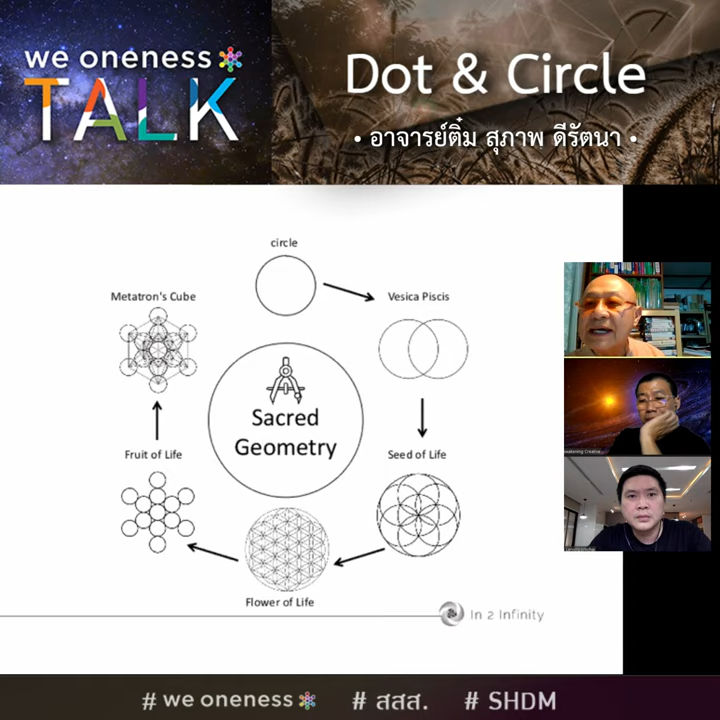 we oneness
TALK
Dot & Circle
• อาจารย์ติ๋ม สุภาพ ดีรัตนา •
circle
Metatron's Cube
Vesica Piscis
Sacred
Geometry
Fruit of Life
Seed of Life
Flower of Life
In 2 Infinity
Awakening Creative
# we oneness # สสส. # SHDM